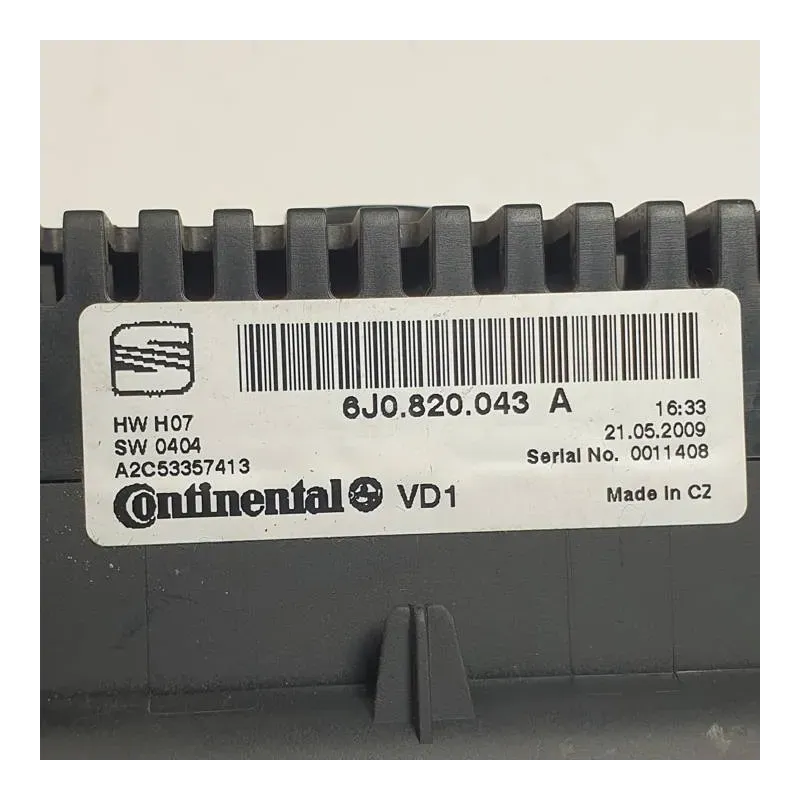 6J0.820.043 A
HW H07
SW 0404
A2C53357413
16:33
21.05.2009
Serial No. 0011408
Continental VD1
Made in CZ